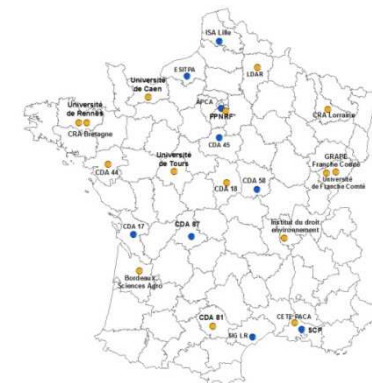 ISA Lille
ESITPA
LDAR
Université
de Caen
APCA
FPNRF
CRA Lorraine
Université
de Rennes
CRA Bretagne
CDA 45
GRAPE
Franche Comté
Université
de Franche Comté
Université
de Tours
CDA 44
CDA 18
CDA 58
CDA 17
CDA 87
Institut du droit
environnement
Bordeaux
Sciences Agro
CDA 81
CETE PACA
SCP
SIG LR